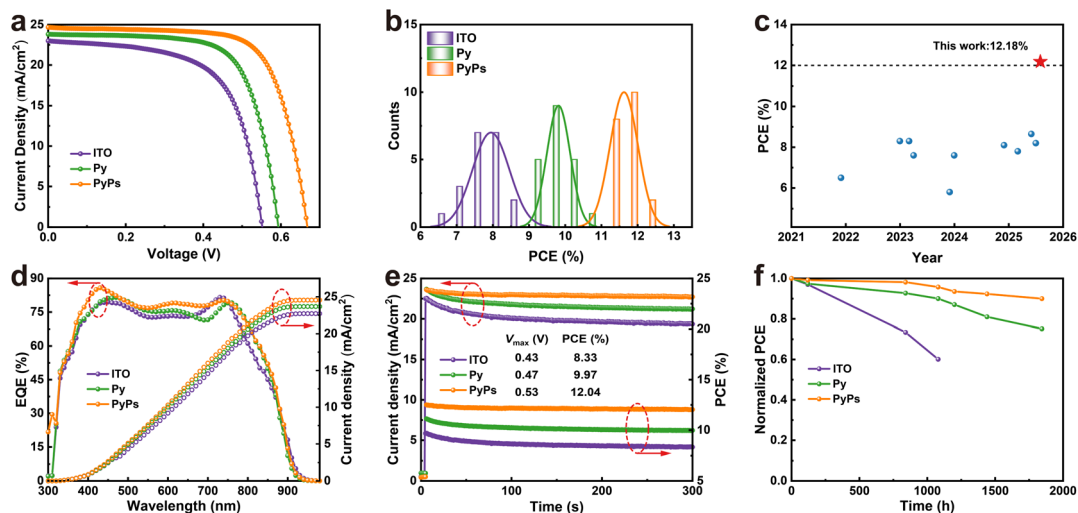 a
25
20
15
10
5
0
0.0
0.2
0.4
0.6
Current Density (mA/cm²)
Voltage (V)
ITO
Py
PyPs
b
15
10
5
0
6
7
8
9
10
11
12
13
Counts
PCE (%)
ITO
Py
PyPs
c
12
10
8
6
2021
2022
2023
2024
2025
2026
PCE (%)
Year
This work:12.18%
d
90
75
60
45
30
15
0
300
400
500
600
700
800
900
25
20
15
10
5
0
EQE (%)
Current density (mA/cm²)
Wavelength (nm)
ITO
Py
PyPs
e
25
20
15
10
5
0
0
100
200
300
25
20
15
10
5
Current density (mA/cm²)
PCE (%)
Time (s)
Vmax (V) PCE (%)
ITO 0.43 8.33
Py 0.47 9.97
PyPs 0.53 12.04
f
1.0
0.8
0.6
0.4
0.2
0
500
1000
1500
2000
Normalized PCE
Time (h)
ITO
Py
PyPs